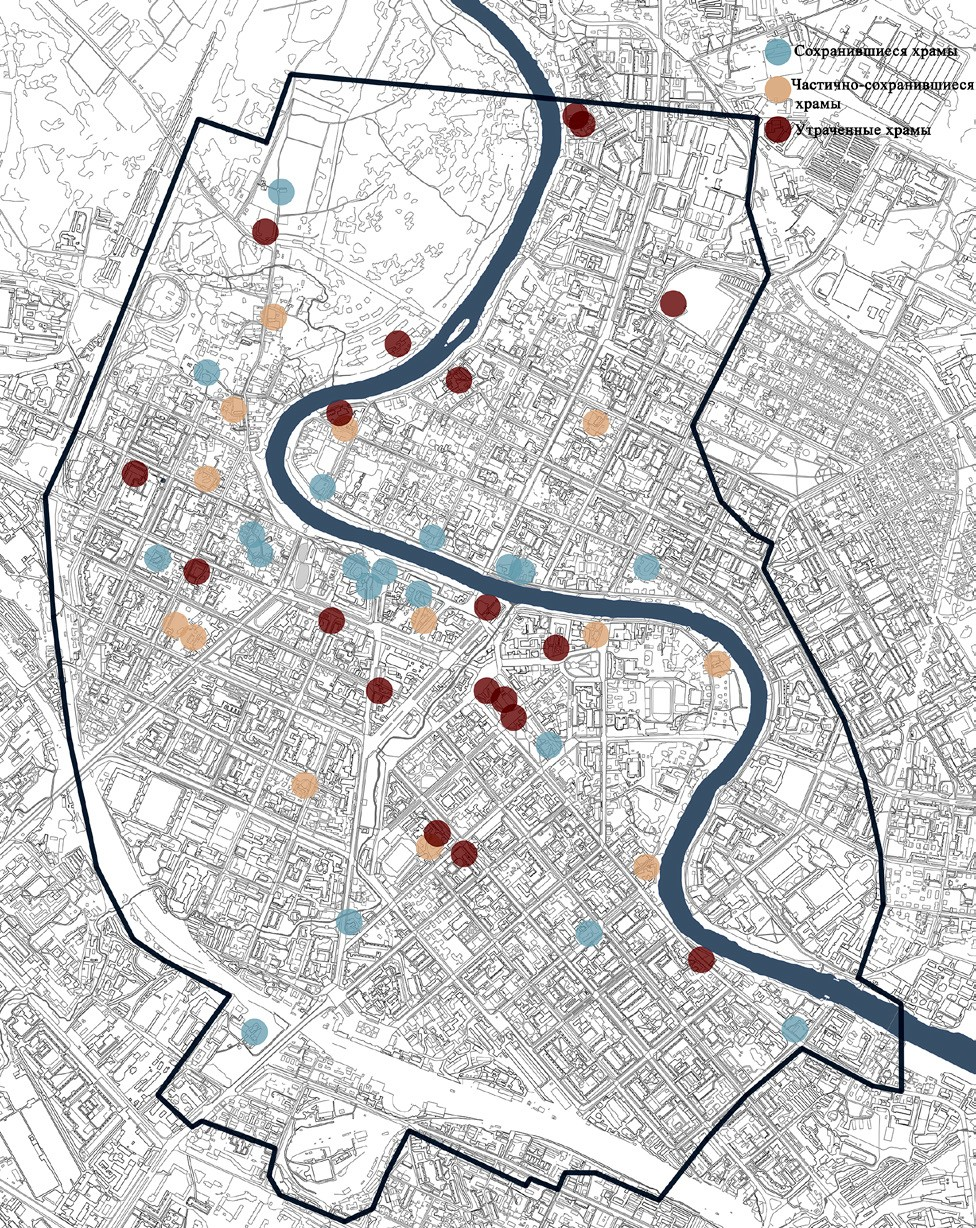 Сохранившиеся храмы
Частично-сохранившиеся
храмы
Утраченные храмы